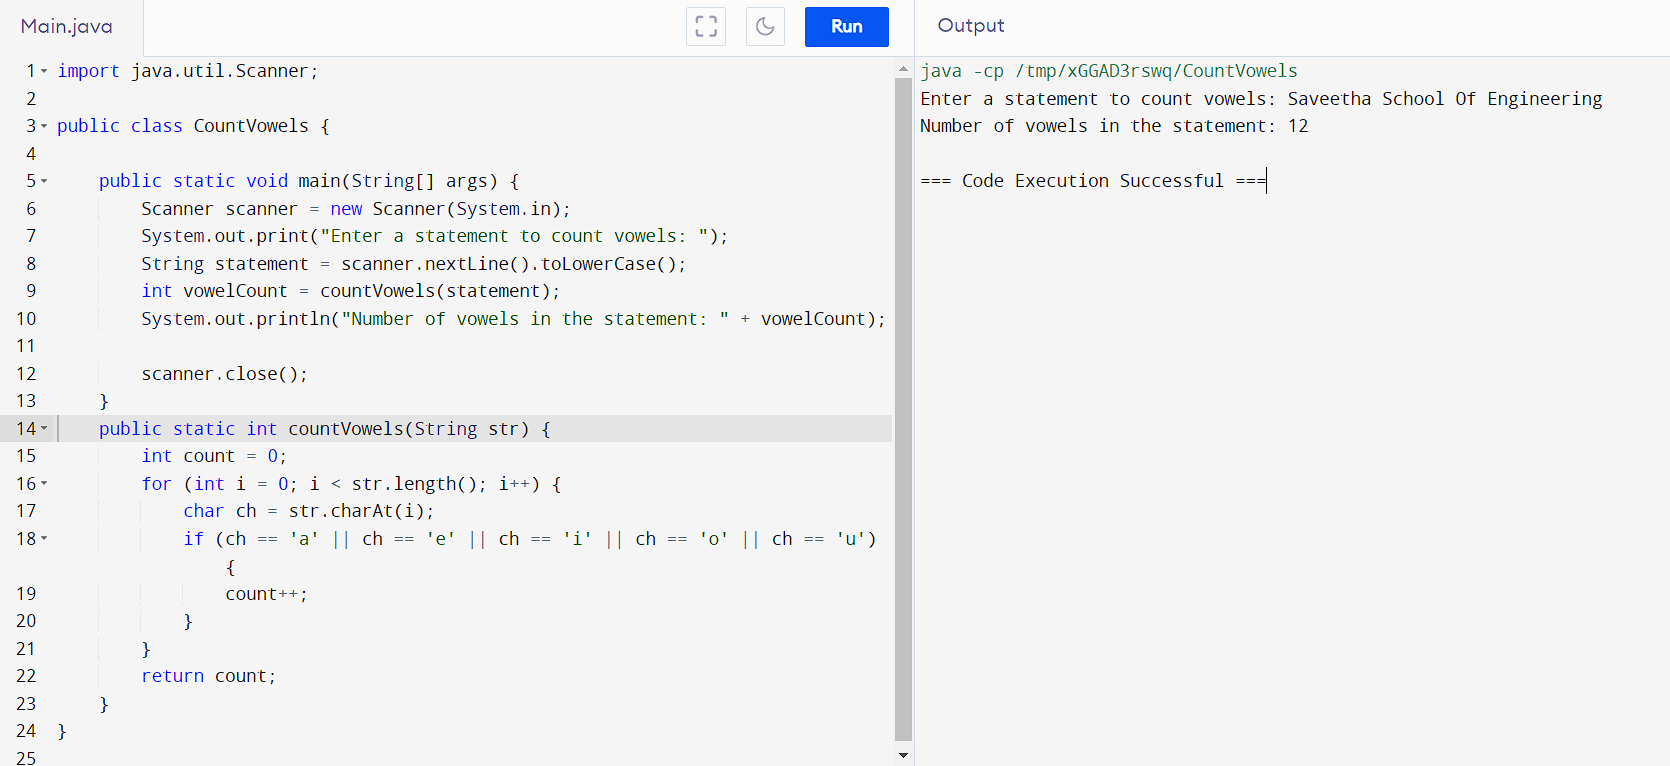 Main.java
Run
Output
1 import java.util.Scanner;
2
3 public class CountVowels {
4
5 public static void main(String[] args) {
6 Scanner scanner = new Scanner(System.in);
7 System.out.print("Enter a statement to count vowels: ");
8 String statement = scanner.nextLine().toLowerCase();
9 int vowelCount = countVowels(statement);
10 System.out.println("Number of vowels in the statement: " + vowelCount);
11
12 scanner.close();
13 }
14 public static int countVowels(String str) {
15 int count = 0;
16 for (int i = 0; i < str.length(); i++) {
17 char ch = str.charAt(i);
18 if (ch == 'a' || ch == 'e' || ch == 'i' || ch == 'o' || ch == 'u')
{
19 count++;
20 }
21 }
22 return count;
23 }
24 }
25
java -cp /tmp/xGGAD3rswq/CountVowels
Enter a statement to count vowels: Saveetha School Of Engineering
Number of vowels in the statement: 12
=== Code Execution Successful ===